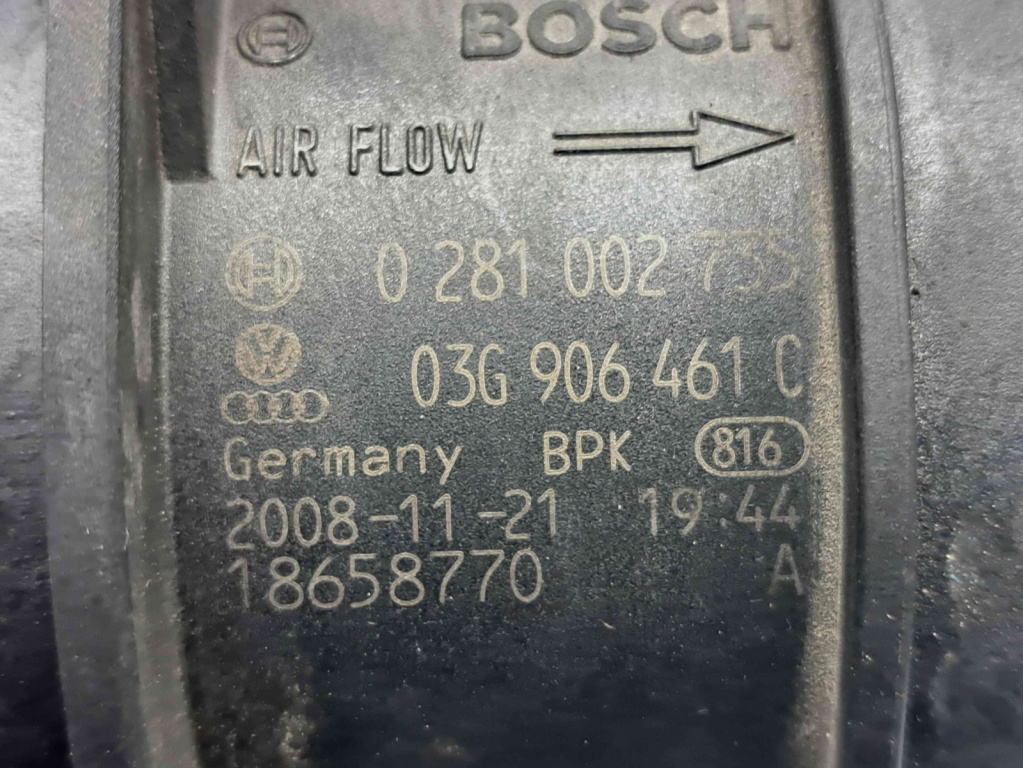 BOSCH
AIR FLOW
0 281 002 735
03G 906 461 C
Germany BPK 816
2008-11-21 19:44
18658770 A